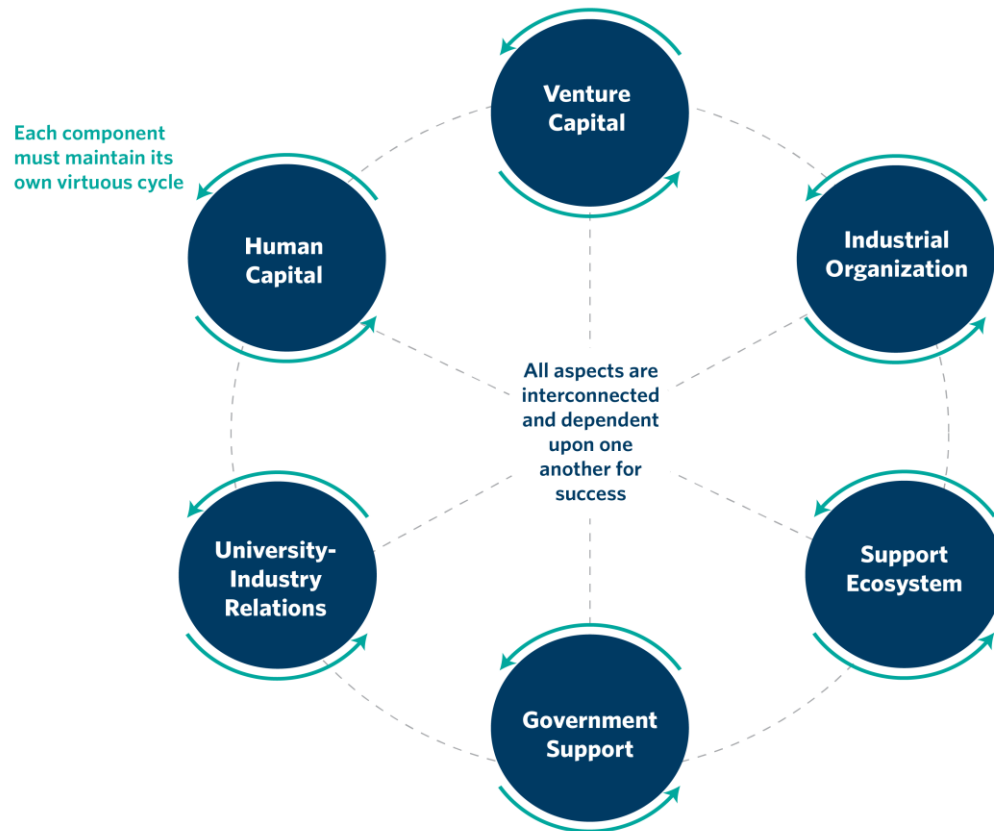 Venture
Capital
Each component
must maintain its
own virtuous cycle
Human
Capital
Industrial
Organization
All aspects are
interconnected
and dependent
upon one
another for
success
University-
Industry
Relations
Support
Ecosystem
Government
Support